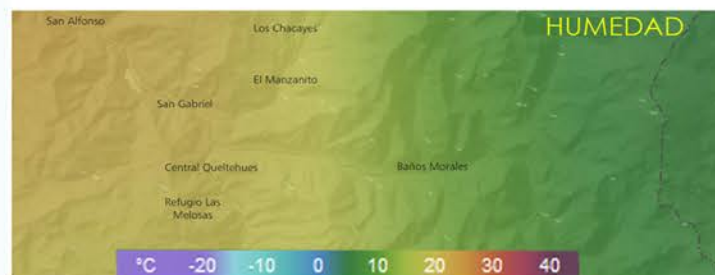 San Alfonso
Los Chacayes
HUMEDAD
El Manzanito
San Gabriel
Central Queltehues
Baños Morales
Refugio Las
Melosas
°C -20 -10 0 10 20 30 40